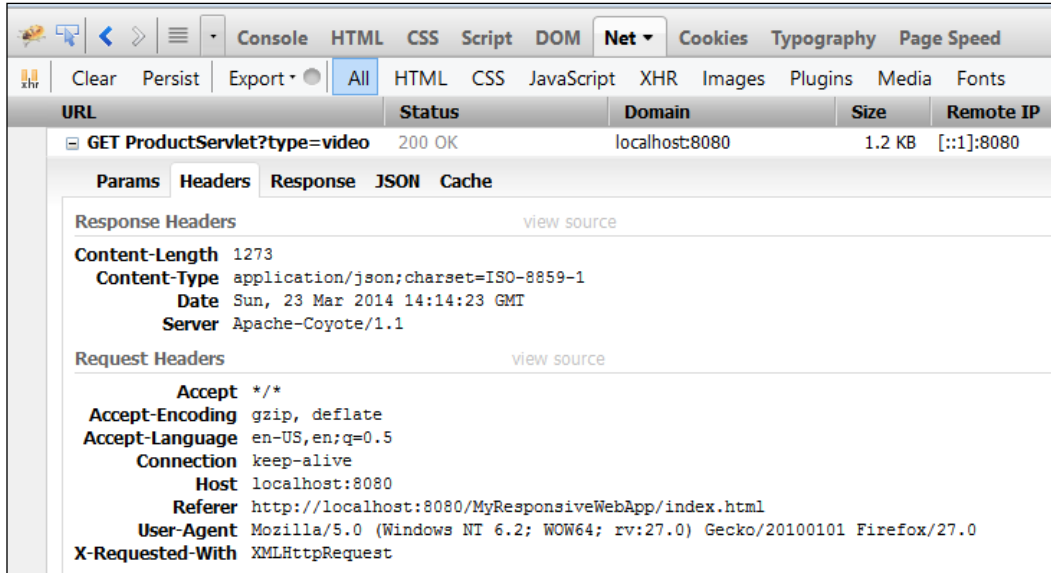 Console HTML CSS Script DOM Net Cookies Typography Page Speed
xhr Clear Persist Export All HTML CSS JavaScript XHR Images Plugins Media Fonts
URL Status Domain Size Remote IP
GET ProductServlet?type=video 200 OK localhost:8080 1.2 KB [::1]:8080
Params Headers Response JSON Cache
Response Headers view source
Content-Length 1273
Content-Type application/json;charset=ISO-8859-1
Date Sun, 23 Mar 2014 14:14:23 GMT
Server Apache-Coyote/1.1
Request Headers view source
Accept */*
Accept-Encoding gzip, deflate
Accept-Language en-US,en;q=0.5
Connection keep-alive
Host localhost:8080
Referer http://localhost:8080/MyResponsiveWebApp/index.html
User-Agent Mozilla/5.0 (Windows NT 6.2; WOW64; rv:27.0) Gecko/20100101 Firefox/27.0
X-Requested-With XMLHttpRequest